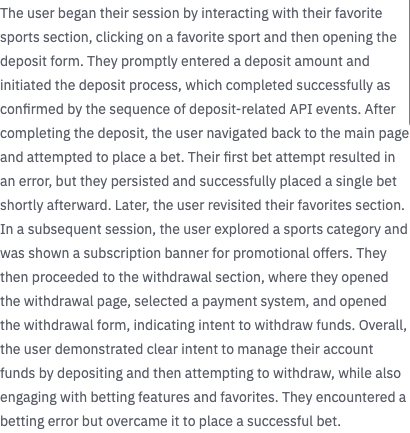 The user began their session by interacting with their favorite
sports section, clicking on a favorite sport and then opening the
deposit form. They promptly entered a deposit amount and
initiated the deposit process, which completed successfully as
confirmed by the sequence of deposit-related API events. After
completing the deposit, the user navigated back to the main page
and attempted to place a bet. Their first bet attempt resulted in
an error, but they persisted and successfully placed a single bet
shortly afterward. Later, the user revisited their favorites section.
In a subsequent session, the user explored a sports category and
was shown a subscription banner for promotional offers. They
then proceeded to the withdrawal section, where they opened
the withdrawal page, selected a payment system, and opened
the withdrawal form, indicating intent to withdraw funds. Overall,
the user demonstrated clear intent to manage their account
funds by depositing and then attempting to withdraw, while also
engaging with betting features and favorites. They encountered a
betting error but overcame it to place a successful bet.